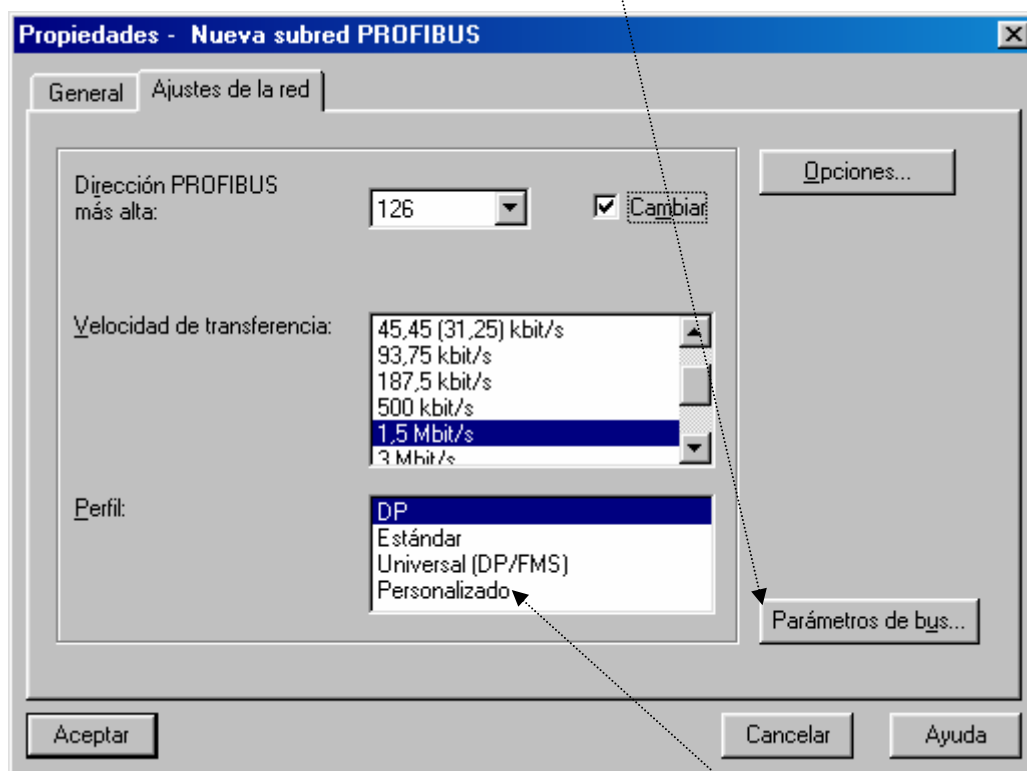 Propiedades - Nueva subred PROFIBUS
General
Ajustes de la red
Dirección PROFIBUS
más alta:
126
Cambiar
Opciones...
Velocidad de transferencia:
45,45 (31,25) kbit/s
93,75 kbit/s
187,5 kbit/s
500 kbit/s
1,5 Mbit/s
3 Mbit/s
Perfil:
DP
Estándar
Universal (DP/FMS)
Personalizado
Parámetros de bus...
Aceptar
Cancelar
Ayuda